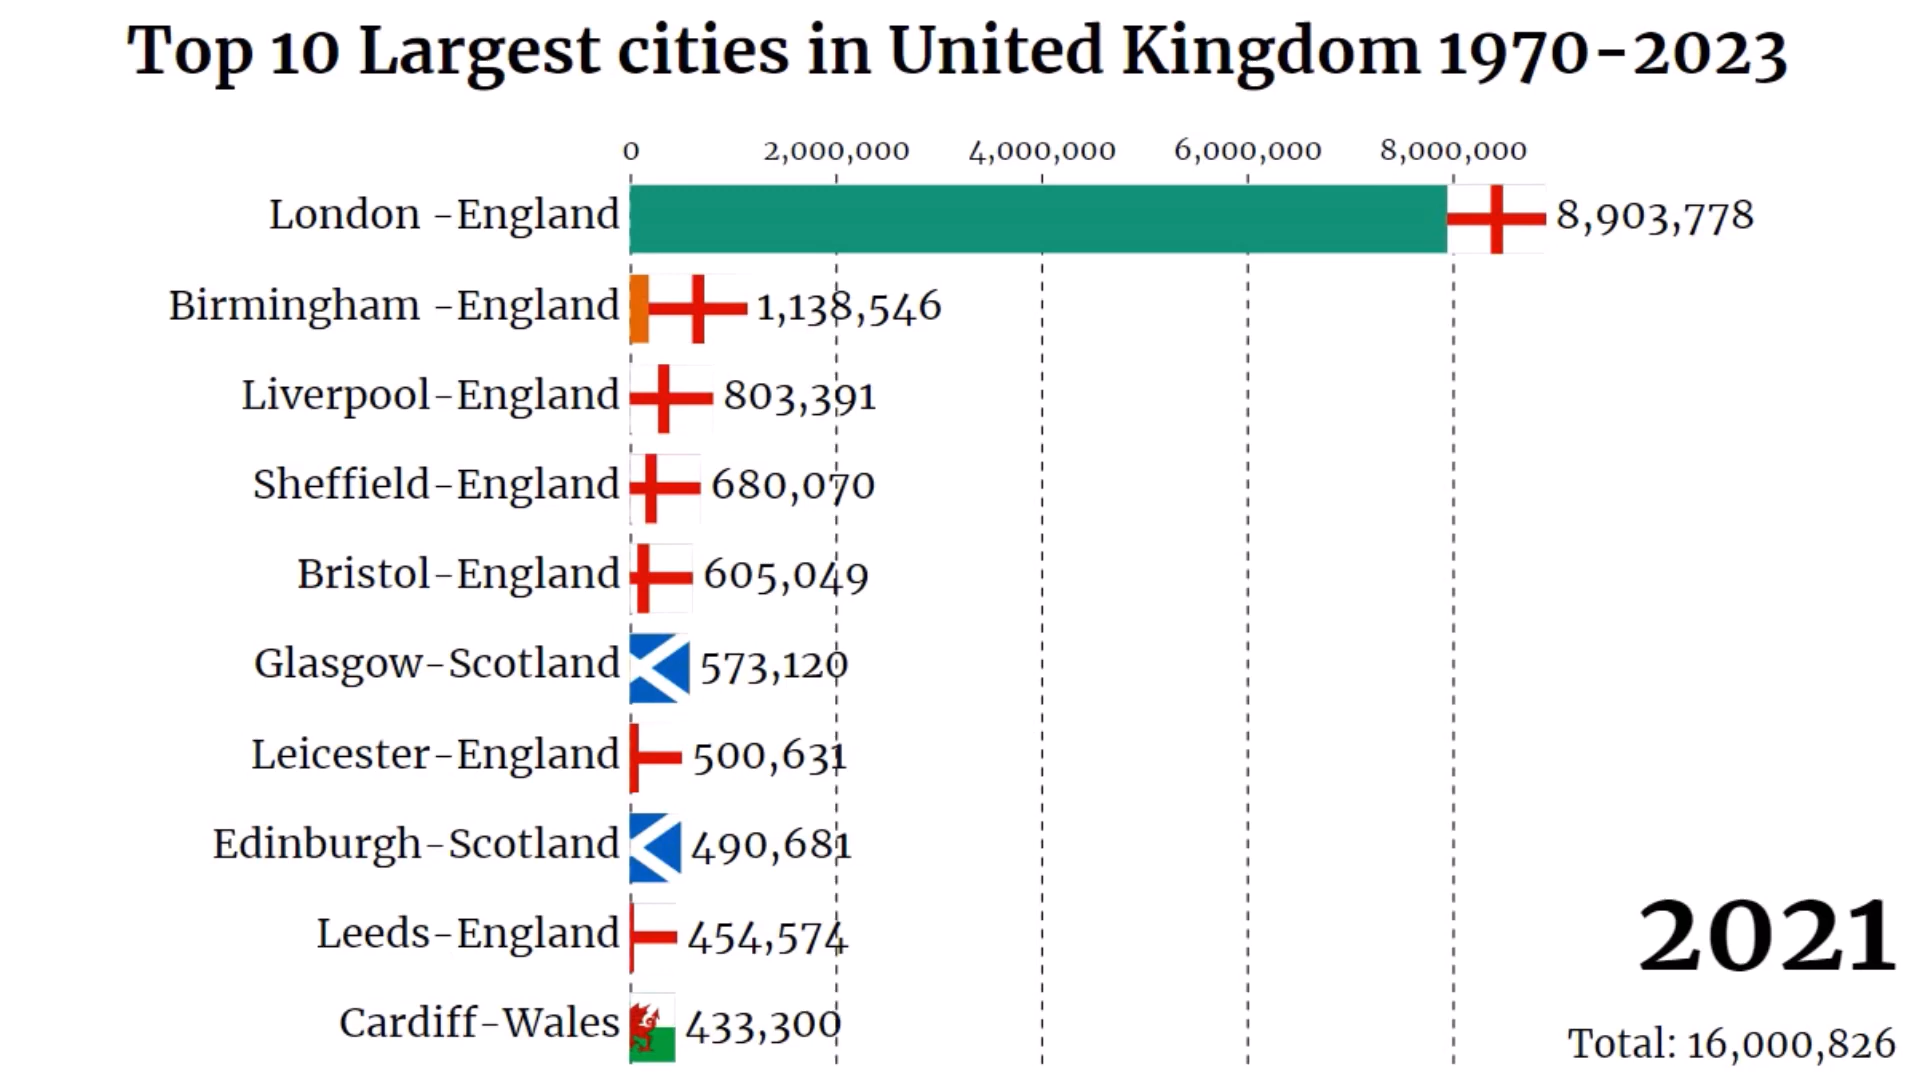 Top 10 Largest cities in United Kingdom 1970-2023
0 2,000,000 4,000,000 6,000,000 8,000,000
London -England 8,903,778
Birmingham -England 1,138,546
Liverpool-England 803,391
Sheffield-England 680,070
Bristol-England 605,049
Glasgow-Scotland 573,120
Leicester-England 500,631
Edinburgh-Scotland 490,681
Leeds-England 454,574
Cardiff-Wales 433,300
2021
Total: 16,000,826